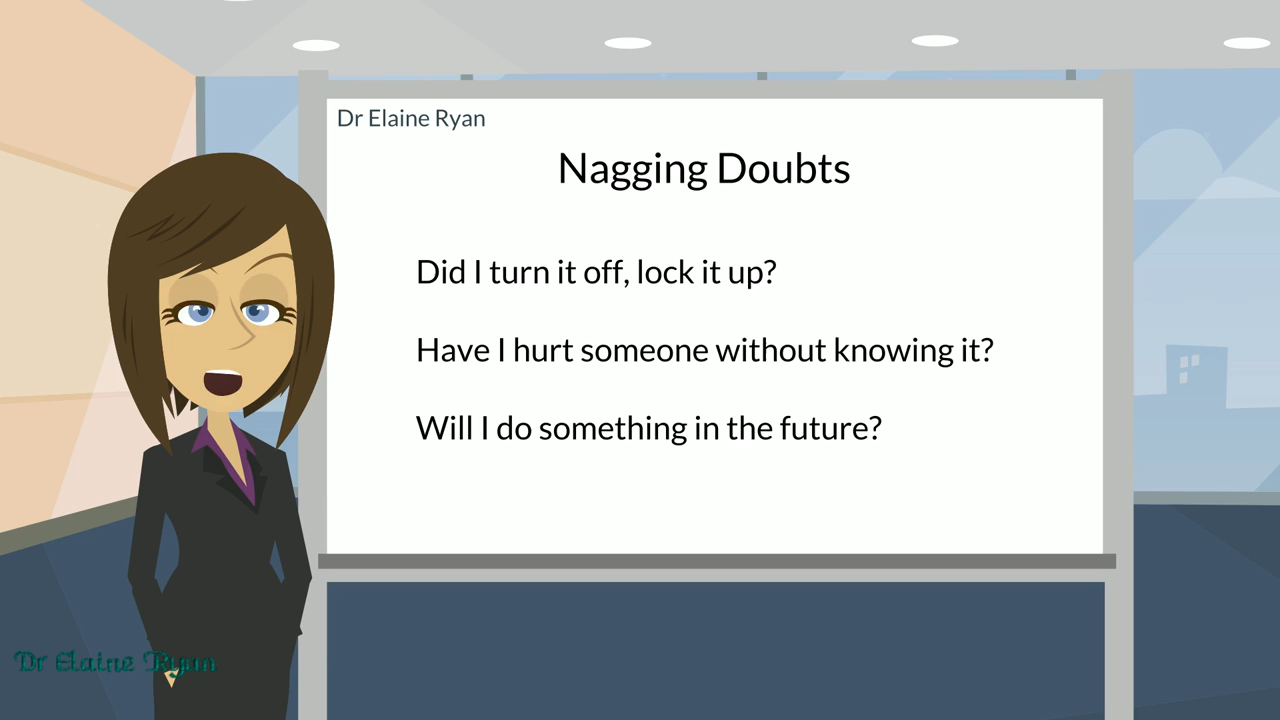 Dr Elaine Ryan
Nagging Doubts
Did I turn it off, lock it up?
Have I hurt someone without knowing it?
Will I do something in the future?
Dr Elaine Ryan